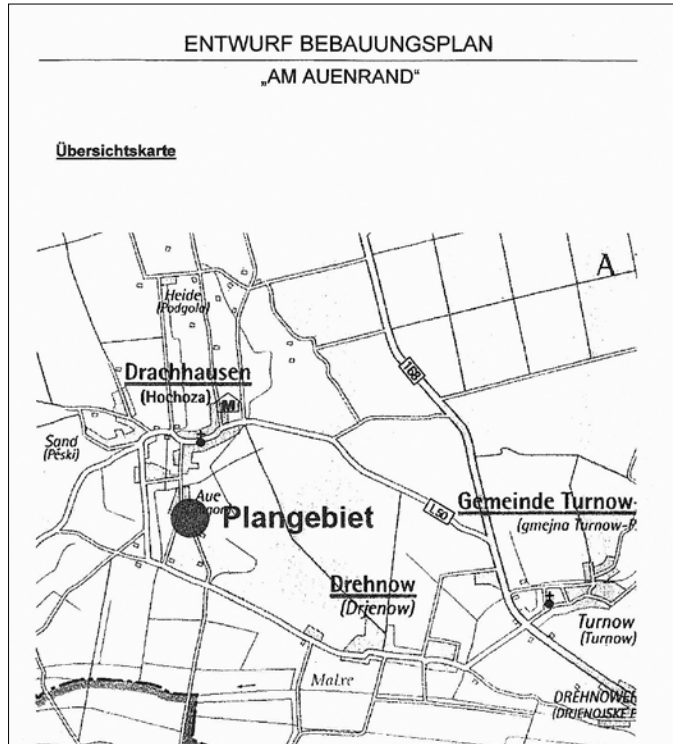 ENTWURF BEBAUUNGSPLAN
„AM AUENRAND“
Übersichtskarte
A
Heide
(Podgola)
168
Drachhausen
(Hochoza)
M
Sand
(Pěski)
Aue
L50
Gemeinde Turnow-
(gmejna Turnow-P
Plangebiet
Drehnow
(Drjenow)
Turnow
(Turnow)
Malxe
DREHNOWER
(DRJENOJSKE